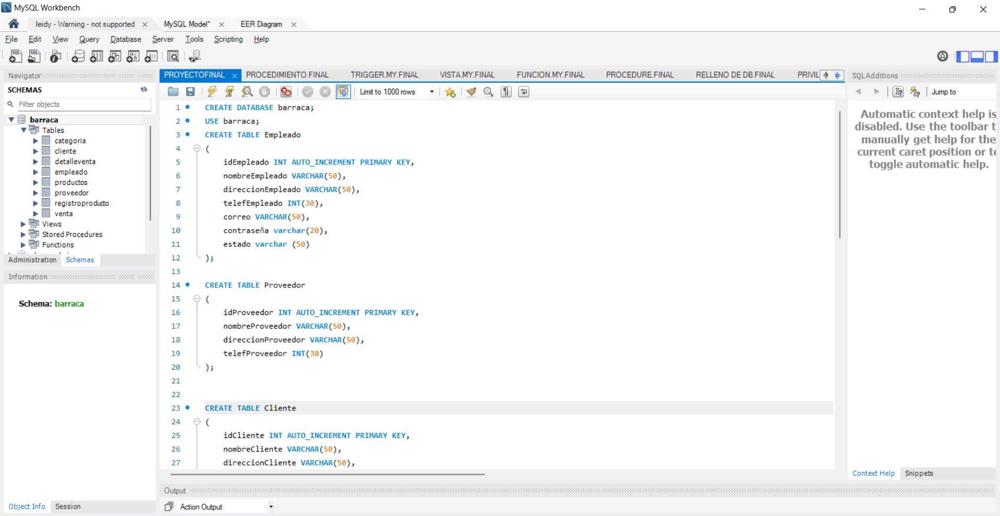 MySQL Workbench
leidy - Warning - not supported
MySQL Model*
EER Diagram
File Edit View Query Database Server Tools Scripting Help
Navigator
PROYECTOFINAL
PROCEDIMIENTO.FINAL
TRIGGER.MY.FINAL
VISTA.MY.FINAL
FUNCION.MY.FINAL
PROCEDURE.FINAL
RELLENO DE DB.FINAL
PRIVIL
SQLAdditions
SCHEMAS
Filter objects
barraca
Tables
categoria
cliente
detalleventa
empleado
productos
proveedor
registroproducto
venta
Views
Stored Procedures
Functions
Administration Schemas
Information
Schema: barraca
Object Info Session
Limit to 1000 rows
1 CREATE DATABASE barraca;
2 USE barraca;
3 CREATE TABLE Empleado
4 (
5 idEmpleado INT AUTO_INCREMENT PRIMARY KEY,
6 nombreEmpleado VARCHAR(50),
7 direccionEmpleado VARCHAR(50),
8 telefEmpleado INT(30),
9 correo VARCHAR(50),
10 contraseña varchar(20),
11 estado varchar (50)
12 );
13
14 CREATE TABLE Proveedor
15 (
16 idProveedor INT AUTO_INCREMENT PRIMARY KEY,
17 nombreProveedor VARCHAR(50),
18 direccionProveedor VARCHAR(50),
19 telefProveedor INT(30)
20 );
21
22
23 CREATE TABLE Cliente
24 (
25 idCliente INT AUTO_INCREMENT PRIMARY KEY,
26 nombreCliente VARCHAR(50),
27 direccionCliente VARCHAR(50),
Jump to
Automatic context help is
disabled. Use the toolbar t
manually get help for the
current caret position or to
toggle automatic help.
Context Help Snippets
Output
Action Output